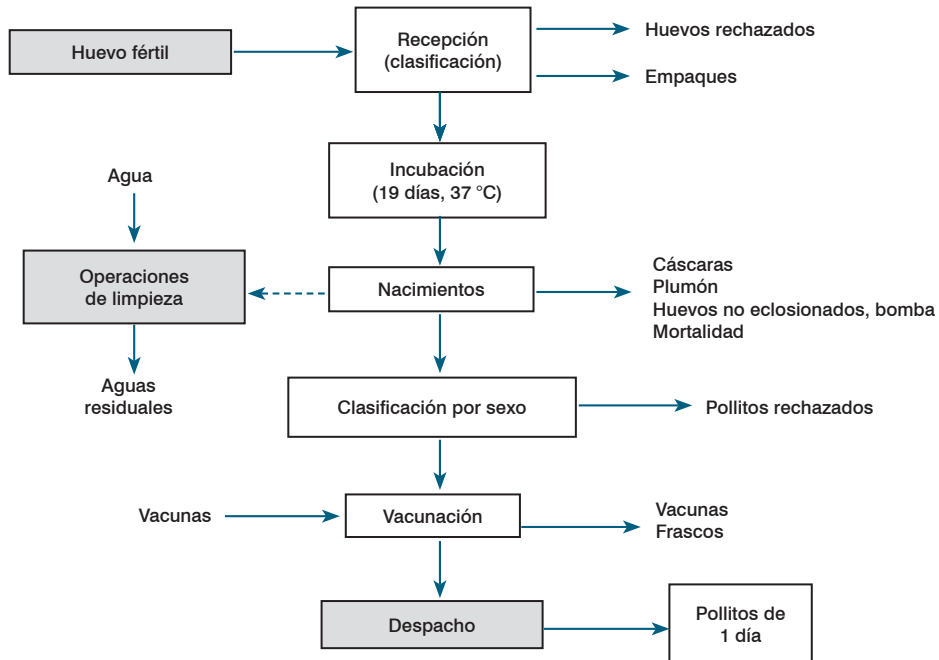 Huevo fértil
Recepción
(clasificación)
Huevos rechazados
Empaques
Incubación
(19 días, 37 °C)
Agua
Operaciones
de limpieza
Nacimientos
Cáscaras
Plumón
Huevos no eclosionados, bomba
Mortalidad
Aguas
residuales
Clasificación por sexo
Pollitos rechazados
Vacunas
Vacunación
Vacunas
Frascos
Despacho
Pollitos de
1 día